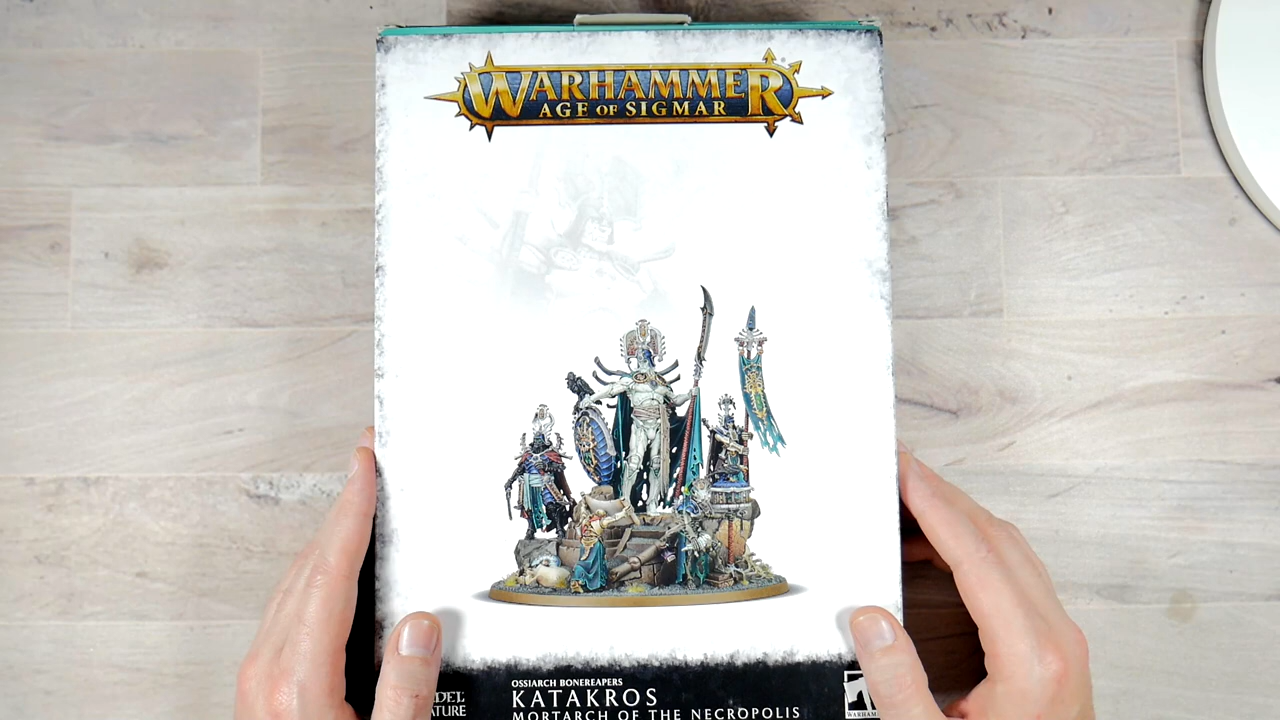 WARHAMMER
AGE OF SIGMAR
OSSIARCH BONEREAPERS
KATAKROS
MORTARCH OF THE NECROPOLIS